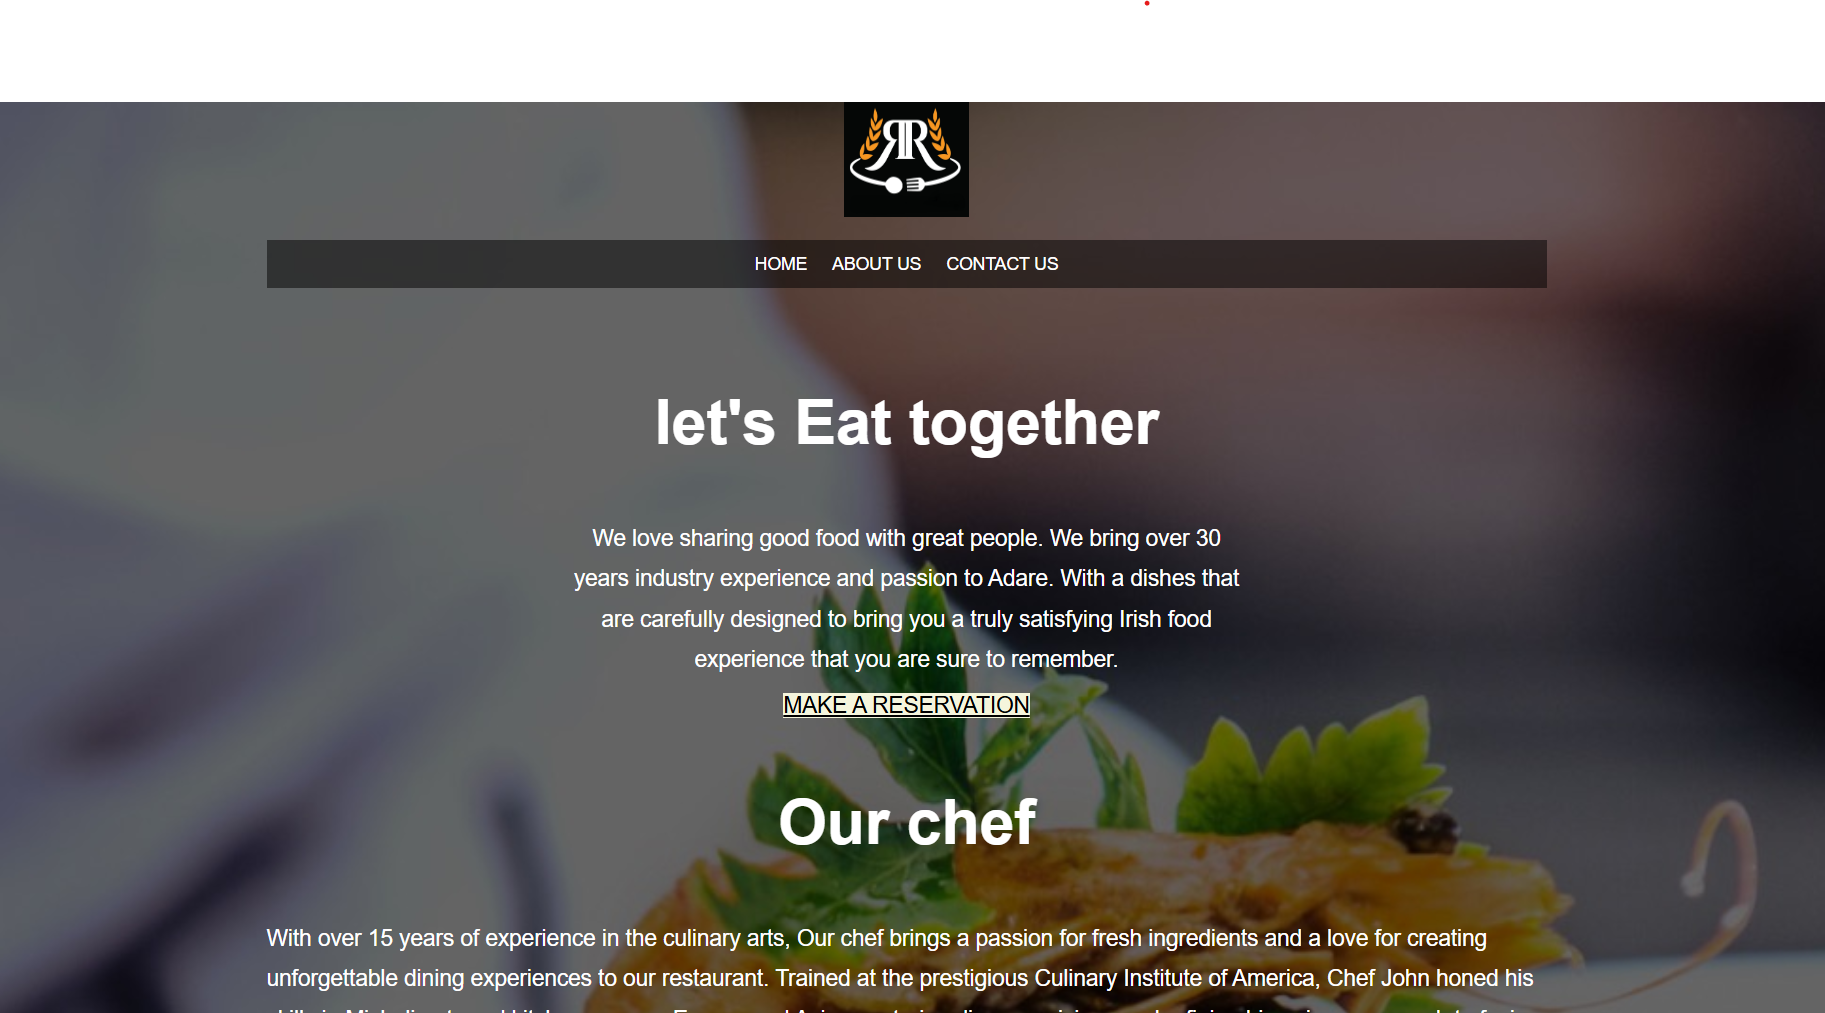 RR
HOME ABOUT US CONTACT US
let's Eat together
We love sharing good food with great people. We bring over 30
years industry experience and passion to Adare. With a dishes that
are carefully designed to bring you a truly satisfying Irish food
experience that you are sure to remember.
MAKE A RESERVATION
Our chef
With over 15 years of experience in the culinary arts, Our chef brings a passion for fresh ingredients and a love for creating
unforgettable dining experiences to our restaurant. Trained at the prestigious Culinary Institute of America, Chef John honed his